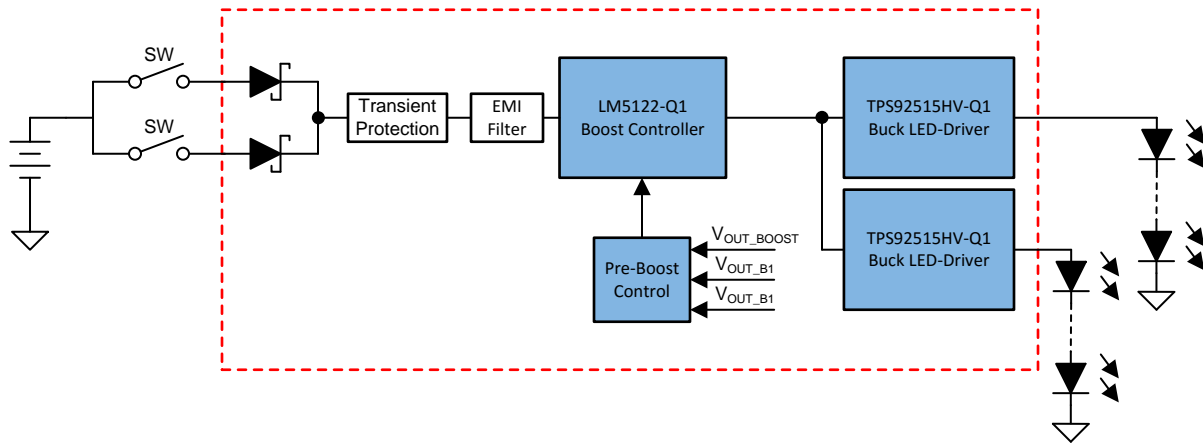 SW
SW
Transient
Protection
EMI
Filter
LM5122-Q1
Boost Controller
TPS92515HV-Q1
Buck LED-Driver
TPS92515HV-Q1
Buck LED-Driver
Pre-Boost
Control
VOUT_BOOST
VOUT_B1
VOUT_B1